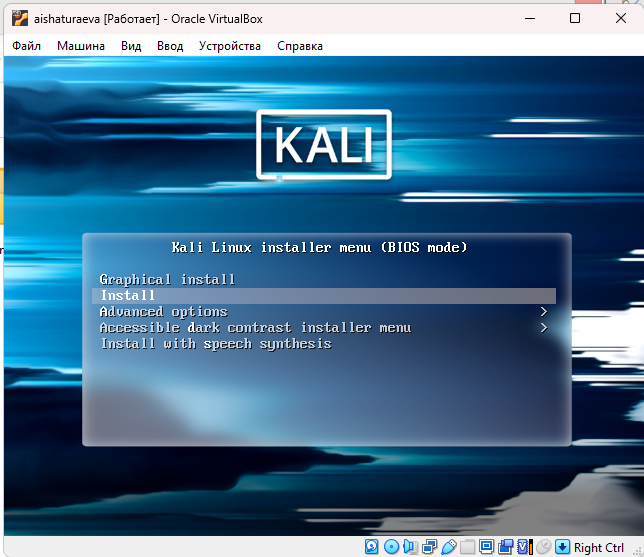 aishaturaeva [Работает] - Oracle VirtualBox
Файл Машина Вид Ввод Устройства Справка
KALI
Kali Linux installer menu (BIOS mode)
Graphical install
Install
Advanced options >
Accessible dark contrast installer menu >
Install with speech synthesis
Right Ctrl